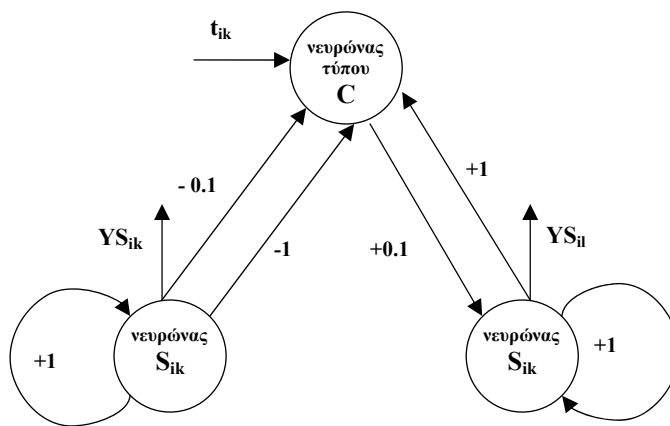 t_ik
νευρώνας
τύπου
C
- 0.1
+1
YS_ik
-1
+0.1
YS_il
νευρώνας
S_ik
+1
νευρώνας
S_ik
+1